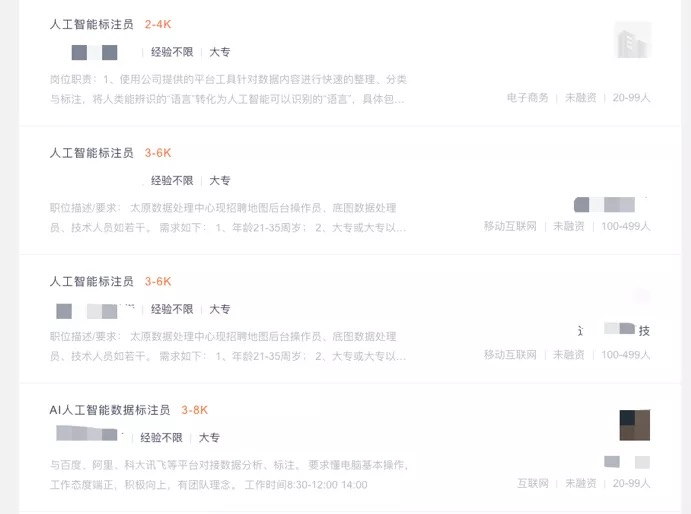 人工智能标注员 2-4K
经验不限 | 大专
岗位职责：1、使用公司提供的平台工具针对数据内容进行快速的整理、分类
与标注，将人类能辨识的“语言”转化为人工智能可以识别的“语言”，具体包...
电子商务 | 未融资 | 20-99人
人工智能标注员 3-6K
经验不限 | 大专
职位描述/要求： 太原数据处理中心现招聘地图后台操作员、底图数据处理
员、技术人员如若干。 需求如下： 1、年龄21-35周岁； 2、大专或大专以...
移动互联网 | 未融资 | 100-499人
人工智能标注员 3-6K
经验不限 | 大专
职位描述/要求： 太原数据处理中心现招聘地图后台操作员、底图数据处理
员、技术人员如若干。 需求如下： 1、年龄21-35周岁； 2、大专或大专以...
技
移动互联网 | 未融资 | 100-499人
AI人工智能数据标注员 3-8K
经验不限 | 大专
与百度、阿里、科大讯飞等平台对接数据分析、标注。 要求懂电脑基本操作，
工作态度端正，积极向上，有团队理念。 工作时间8:30-12:00 14:00
互联网 | 未融资 | 20-99人